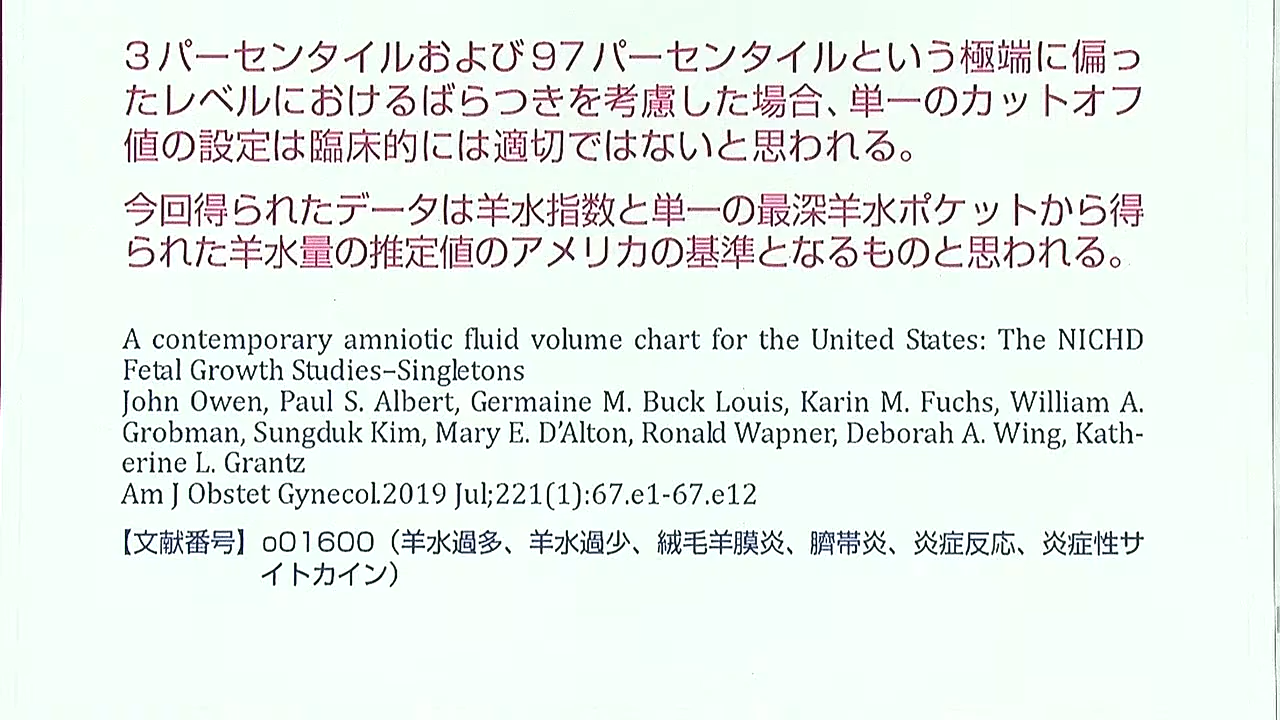 3パーセンタイルおよび97パーセンタイルという極端に偏っ
たレベルにおけるばらつきを考慮した場合、単一のカットオフ
値の設定は臨床的には適切ではないと思われる。
今回得られたデータは羊水指数と単一の最深羊水ポケットから得
られた羊水量の推定値のアメリカの基準となるものと思われる。
A contemporary amniotic fluid volume chart for the United States: The NICHD
Fetal Growth Studies–Singletons
John Owen, Paul S. Albert, Germaine M. Buck Louis, Karin M. Fuchs, William A.
Grobman, Sungduk Kim, Mary E. D’Alton, Ronald Wapner, Deborah A. Wing, Kath-
erine L. Grantz
Am J Obstet Gynecol.2019 Jul;221(1):67.e1-67.e12
【文献番号】o01600（羊水過多、羊水過少、絨毛羊膜炎、臍帯炎、炎症反応、炎症性サ
イトカイン）